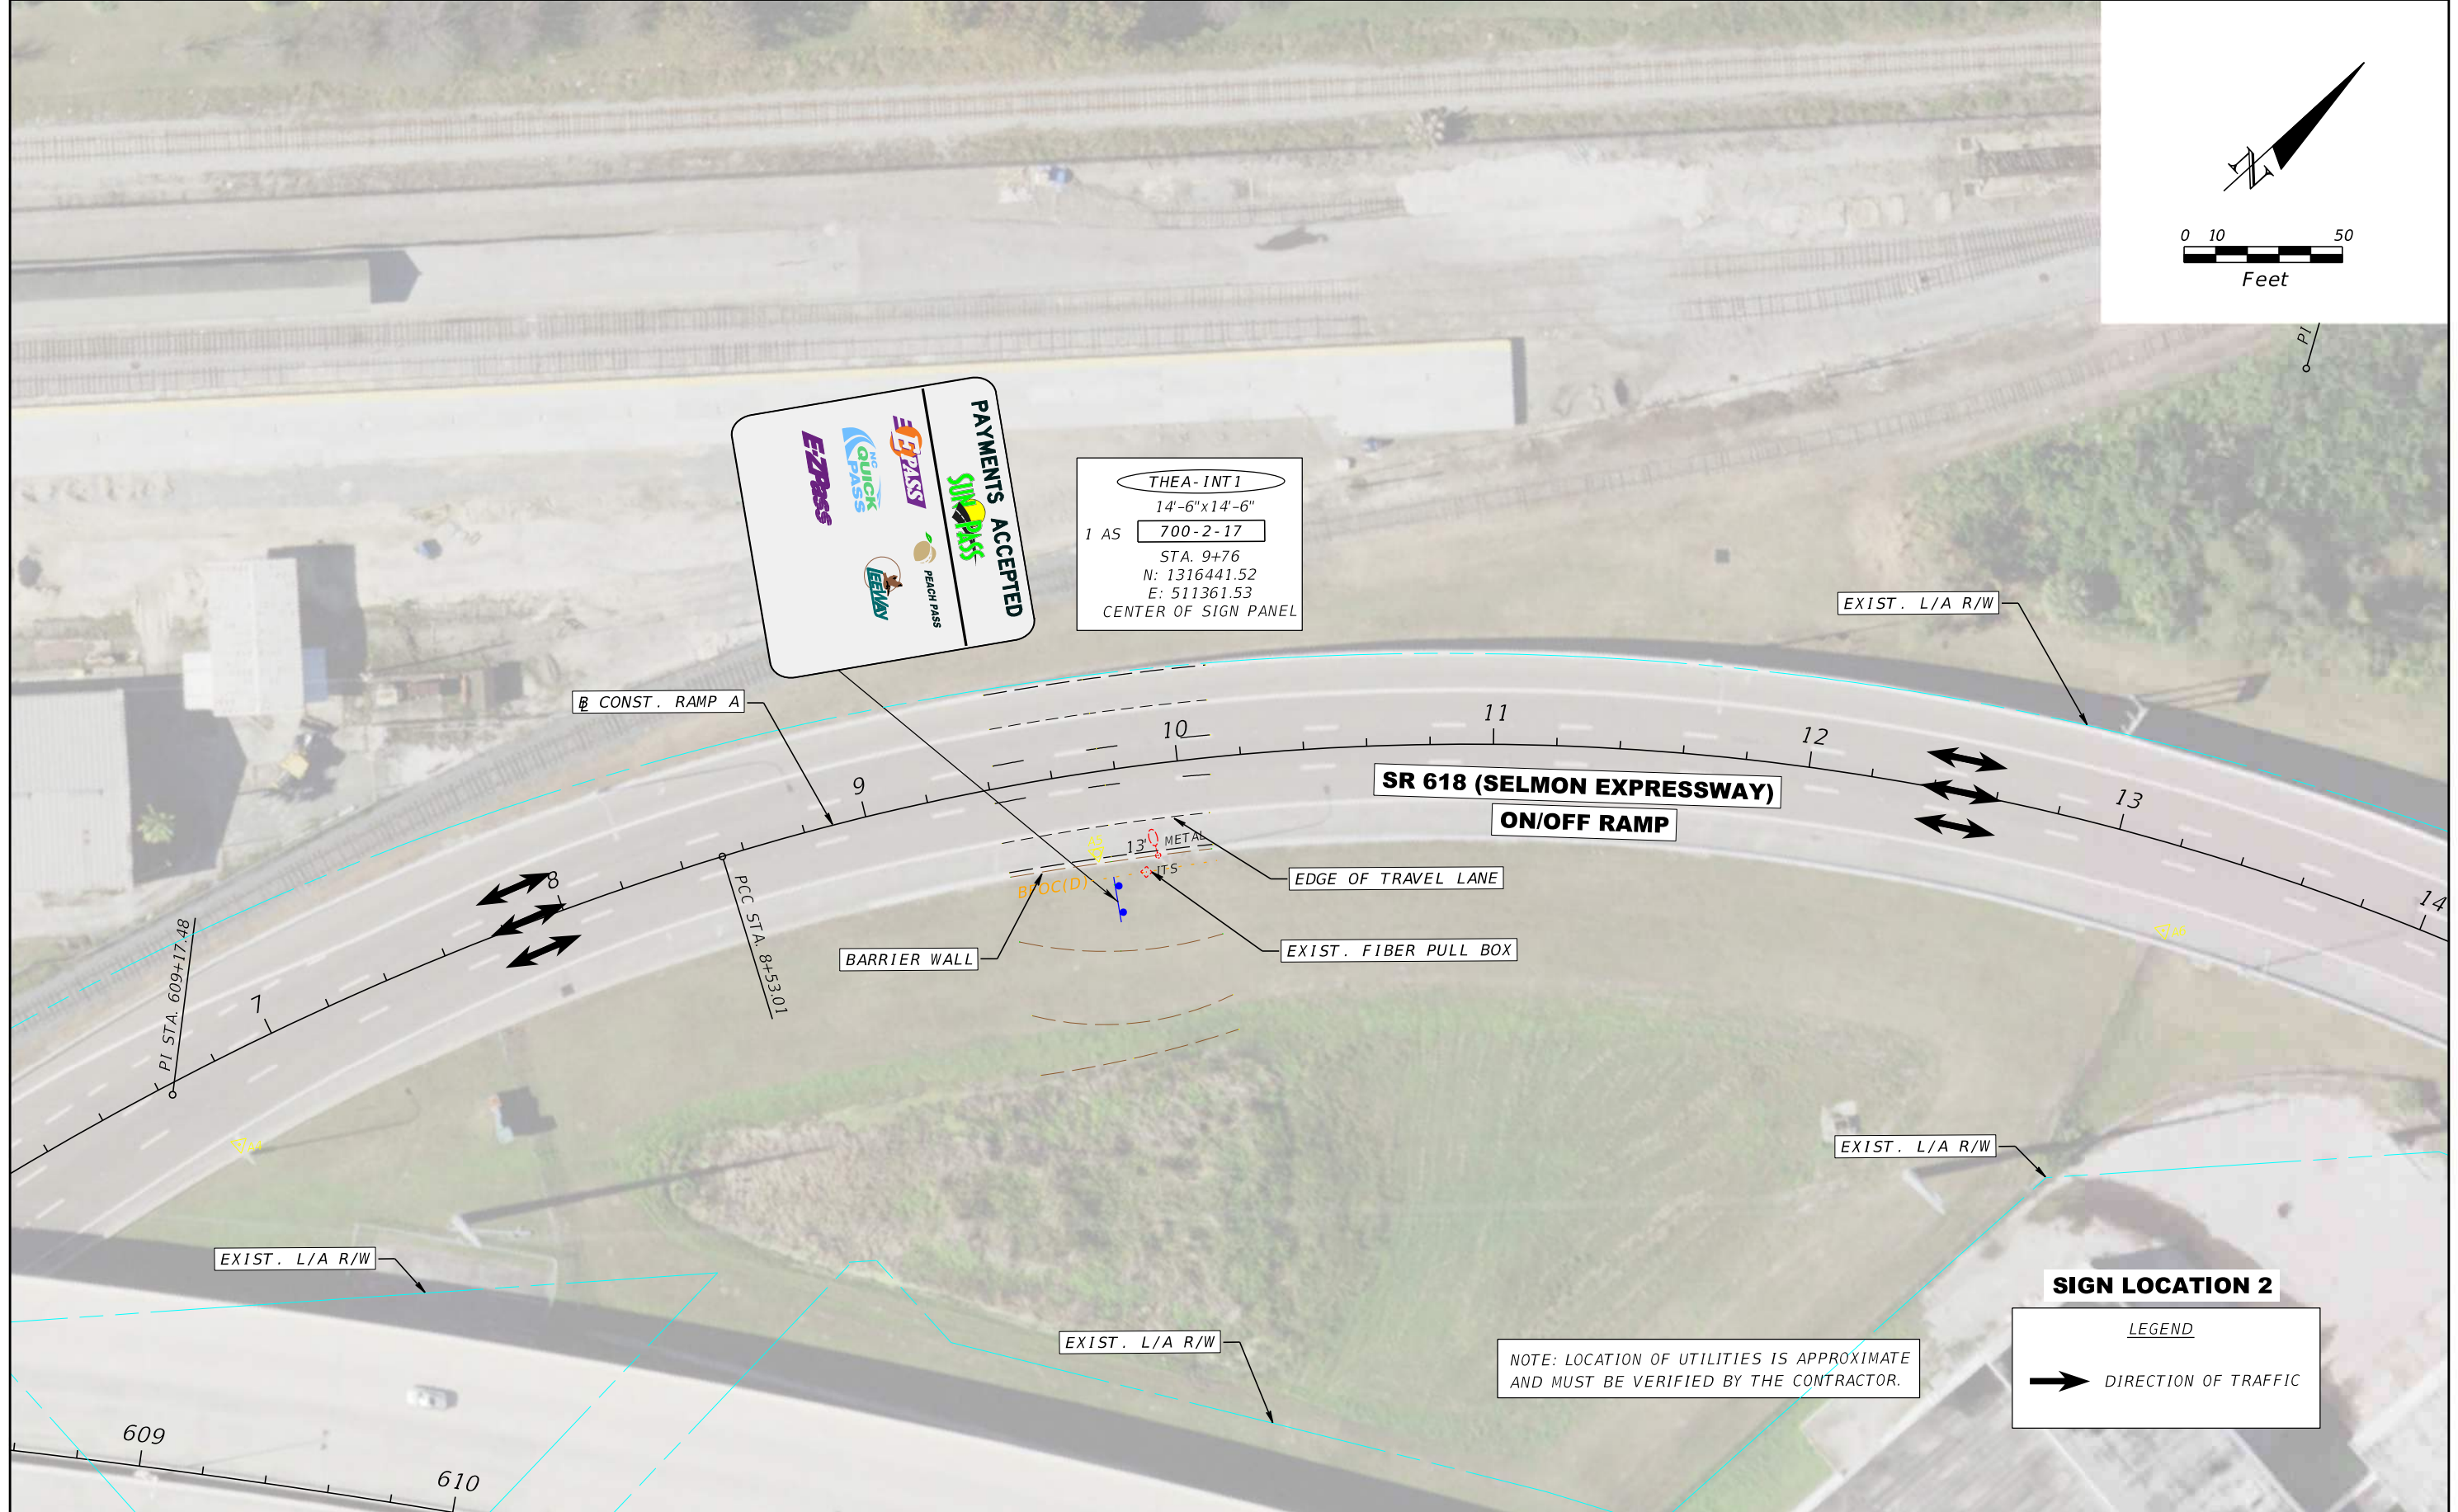 0 10 50
Feet
PI
PAYMENTS ACCEPTED
SUNPASS
EPASS
PEACH PASS
NC
QUICK
PASS
LEEWAY
E-ZPass
THEA-INT1
14'-6"x14'-6"
1 AS 700-2-17
STA. 9+76
N: 1316441.52
E: 511361.53
CENTER OF SIGN PANEL
EXIST. L/A R/W
BL CONST. RAMP A
7
8
9
10
11
12
13
14
SR 618 (SELMON EXPRESSWAY)
ON/OFF RAMP
13'
METAL
ITS
BFOC(D)
EDGE OF TRAVEL LANE
PCC STA. 8+53.01
PI STA. 609+17.48
BARRIER WALL
EXIST. FIBER PULL BOX
EXIST. L/A R/W
EXIST. L/A R/W
EXIST. L/A R/W
SIGN LOCATION 2
LEGEND
DIRECTION OF TRAFFIC
NOTE: LOCATION OF UTILITIES IS APPROXIMATE
AND MUST BE VERIFIED BY THE CONTRACTOR.
609
610